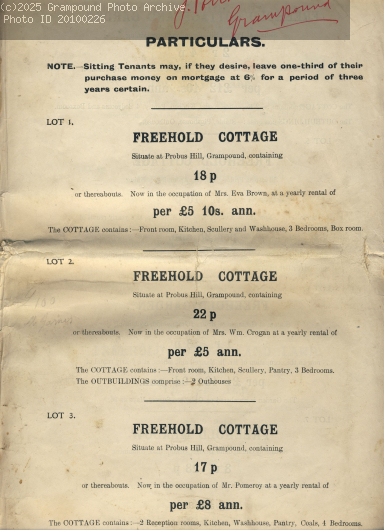 (c)2025 Grampound Photo Archive.
Photo ID 20100226
Grampound
PARTICULARS.
NOTE.—Sitting Tenants may, if they desire, leave one-third of their
purchase money on mortgage at 6% for a period of three
years certain.
LOT 1.
FREEHOLD COTTAGE
Situate at Probus Hill, Grampound, containing
18 p
or thereabouts. Now in the occupation of Mrs. Eva Brown, at a yearly rental of
per £5 10s. ann.
The COTTAGE contains :—Front room, Kitchen, Scullery and Washhouse, 3 Bedrooms, Box room.
LOT 2.
FREEHOLD COTTAGE
Situate at Probus Hill, Grampound, containing
22 p
or thereabouts. Now in the occupation of Mrs. Wm. Crogan at a yearly rental of
per £5 ann.
The COTTAGE contains :—Front room, Kitchen, Scullery, Pantry, 3 Bedrooms.
The OUTBUILDINGS comprise :—2 Outhouses
LOT 3.
FREEHOLD COTTAGE
Situate at Probus Hill, Grampound, containing
17 p
or thereabouts. Now in the occupation of Mr. Pomeroy at a yearly rental of
per £8 ann.
The COTTAGE contains :—2 Reception rooms, Kitchen, Washhouse, Pantry, Coals, 4 Bedrooms.